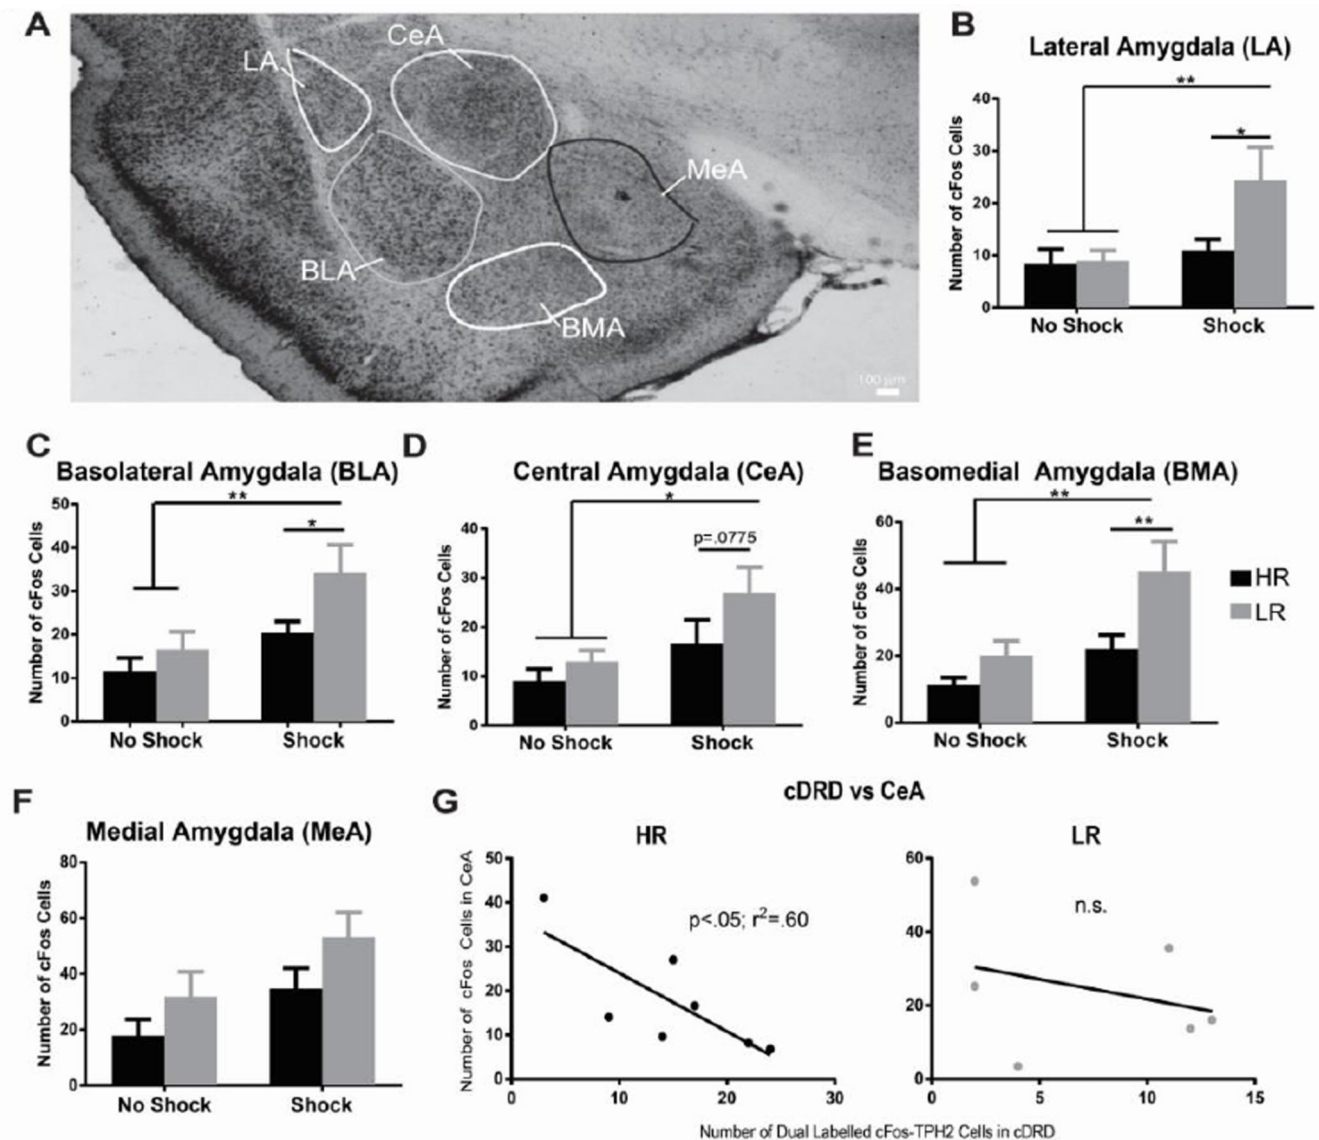 A
LA
CeA
MeA
BLA
BMA
100 µm
B
Lateral Amygdala (LA)
**
*
Number of cFos Cells
40
30
20
10
0
No Shock
Shock
C
Basolateral Amygdala (BLA)
**
*
Number of cFos Cells
50
40
30
20
10
0
No Shock
Shock
D
Central Amygdala (CeA)
*
p=.0775
Number of cFos Cells
40
30
20
10
0
No Shock
Shock
E
Basomedial Amygdala (BMA)
**
**
Number of cFos Cells
60
40
20
0
No Shock
Shock
HR
LR
F
Medial Amygdala (MeA)
Number of cFos Cells
80
60
40
20
0
No Shock
Shock
G
cDRD vs CeA
HR
Number of cFos Cells in CeA
50
40
30
20
10
0
p<.05; r²=.60
0
10
20
30
LR
60
40
20
0
n.s.
0
5
10
15
Number of Dual Labelled cFos-TPH2 Cells in cDRD